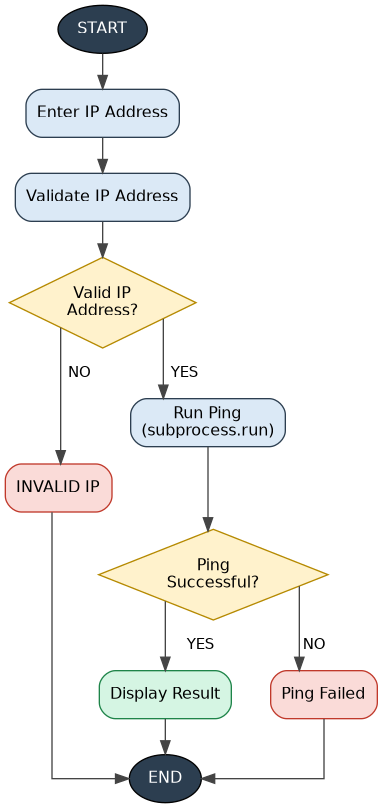 START
Enter IP Address
Validate IP Address
Valid IP
Address?
NO
YES
Run Ping
(subprocess.run)
INVALID IP
Ping
Successful?
YES
NO
Display Result
Ping Failed
END